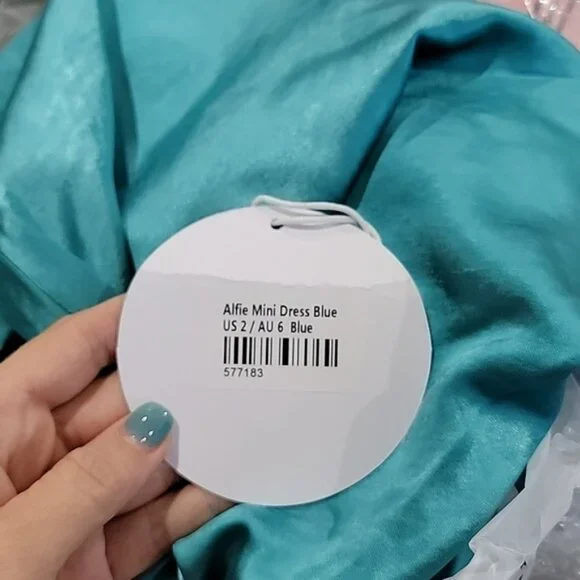 Alfie Mini Dress Blue
US 2 / AU 6 Blue
577183